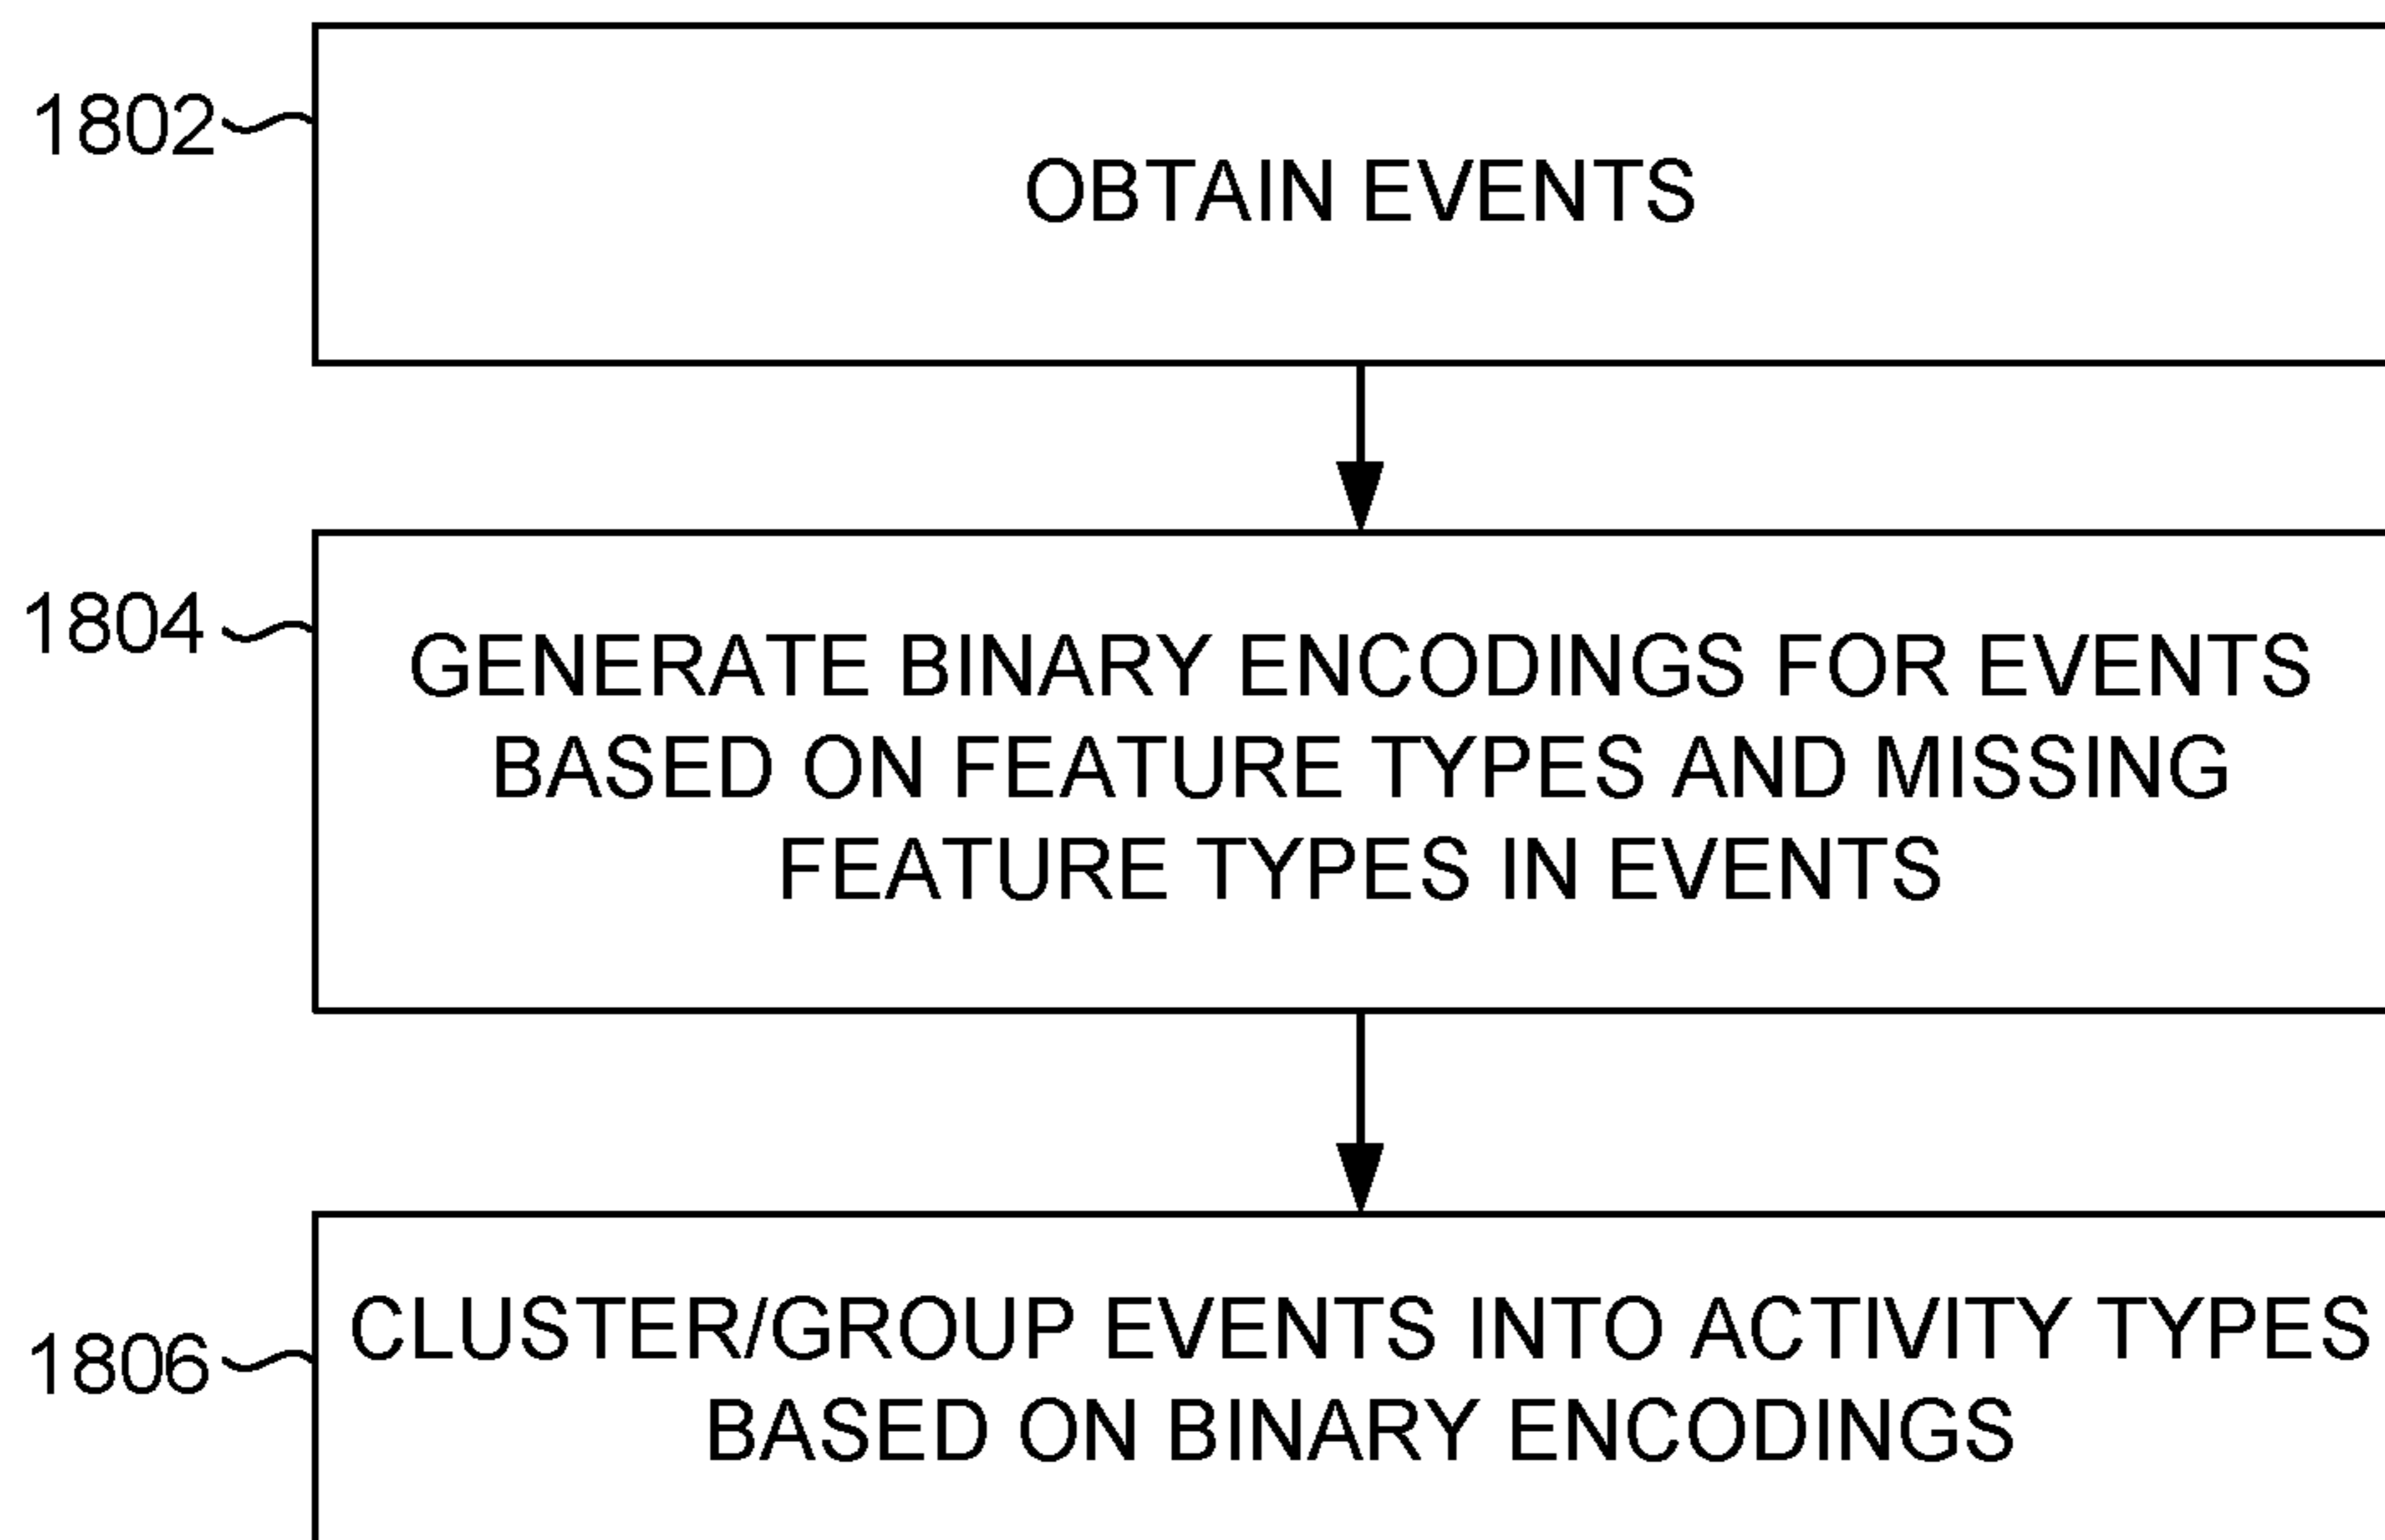 1802
OBTAIN EVENTS
1804
GENERATE BINARY ENCODINGS FOR EVENTS
BASED ON FEATURE TYPES AND MISSING
FEATURE TYPES IN EVENTS
1806
CLUSTER/GROUP EVENTS INTO ACTIVITY TYPES
BASED ON BINARY ENCODINGS